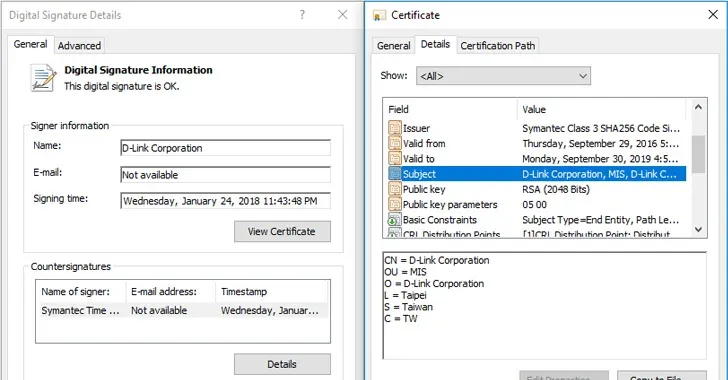 Digital Signature Details
General
Advanced
Digital Signature Information
This digital signature is OK.
Signer information
Name:
D-Link Corporation
E-mail:
Not available
Signing time:
Wednesday, January 24, 2018 11:43:48 PM
View Certificate
Countersignatures
Name of signer: E-mail address: Timestamp
Symantec Time ... Not available Wednesday, Januar...
Details
Certificate
General
Details
Certification Path
Show:
<All>
Field Value
Issuer Symantec Class 3 SHA256 Code Si...
Valid from Thursday, September 29, 2016 5:...
Valid to Monday, September 30, 2019 4:5...
Subject D-Link Corporation, MIS, D-Link C...
Public key RSA (2048 Bits)
Public key parameters 05 00
Basic Constraints Subject Type=End Entity, Path Le...
CRL Distribution Points [1]CRL Distribution Point: Distribut...
CN = D-Link Corporation
OU = MIS
O = D-Link Corporation
L = Taipei
S = Taiwan
C = TW
Edit Properties...
Copy to File...